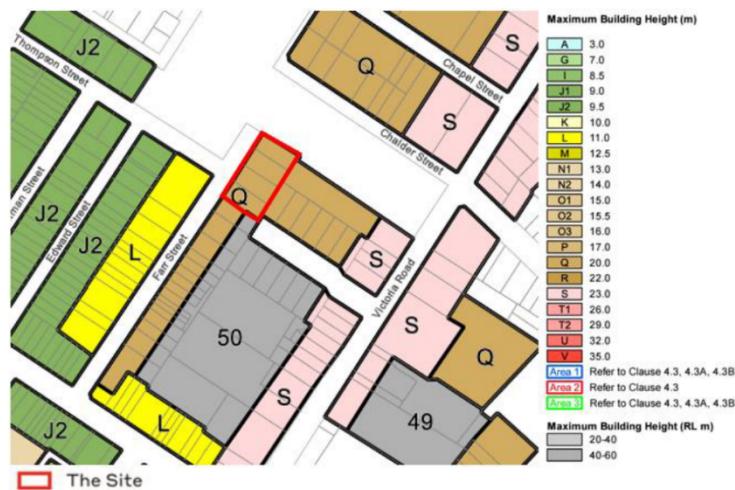 Thompson Street
J2
Q
S
Chapel Street
S
Chalder Street
J2
Edward Street
J2
L
Farr Street
Q
S
Victoria Road
50
S
Q
S
49
L
J2
Maximum Building Height (m)
A 3.0
G 7.0
I 8.5
J1 9.0
J2 9.5
K 10.0
L 11.0
M 12.5
N1 13.0
N2 14.0
O1 15.0
O2 15.5
O3 16.0
P 17.0
Q 20.0
R 22.0
S 23.0
T1 26.0
T2 29.0
U 32.0
V 35.0
Area 1 Refer to Clause 4.3, 4.3A, 4.3B
Area 2 Refer to Clause 4.3
Area 3 Refer to Clause 4.3, 4.3A, 4.3B
Maximum Building Height (RL m)
20-40
40-60
The Site